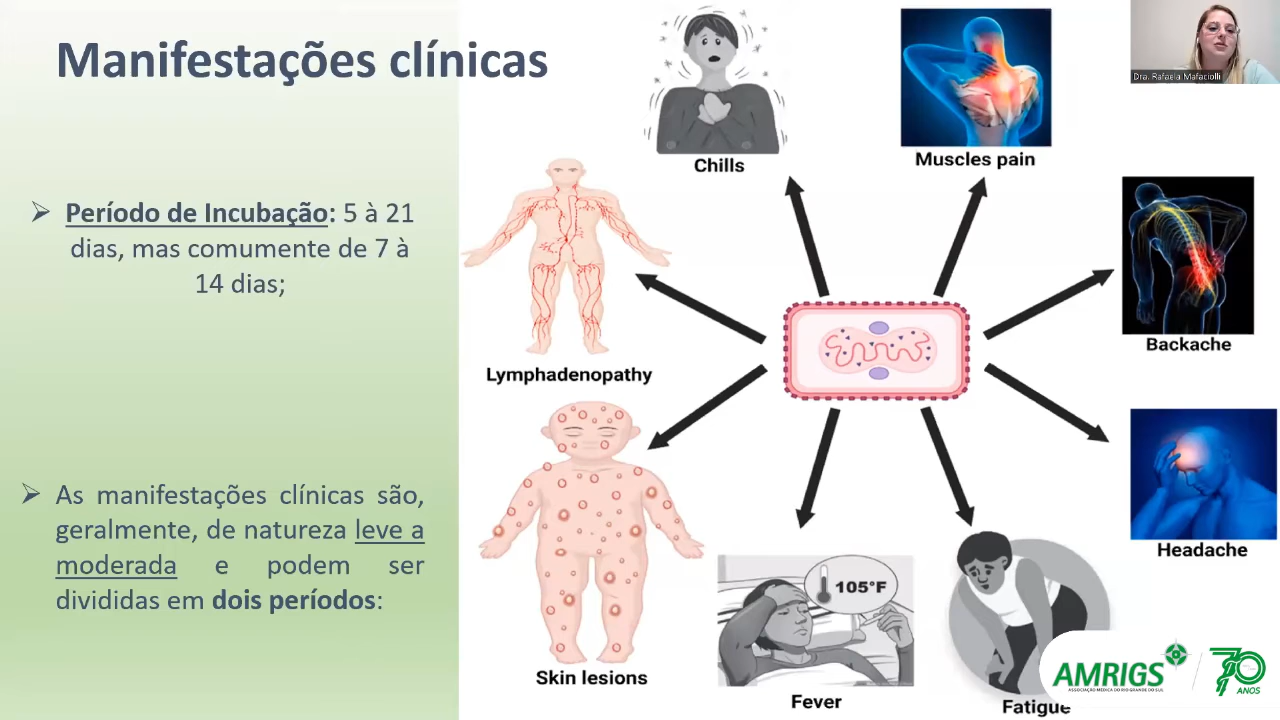 Manifestações clínicas
➢ Período de Incubação: 5 à 21
dias, mas comumente de 7 à
14 dias;
➢ As manifestações clínicas são,
geralmente, de natureza leve a
moderada e podem ser
divididas em dois períodos:
Chills
Muscles pain
Dra. Rafaela Mafaciolli
Lymphadenopathy
Backache
Skin lesions
105°F
Fever
Fatigue
Headache
AMRIGS
ASSOCIAÇÃO MÉDICA DO RIO GRANDE DO SUL
70
ANOS